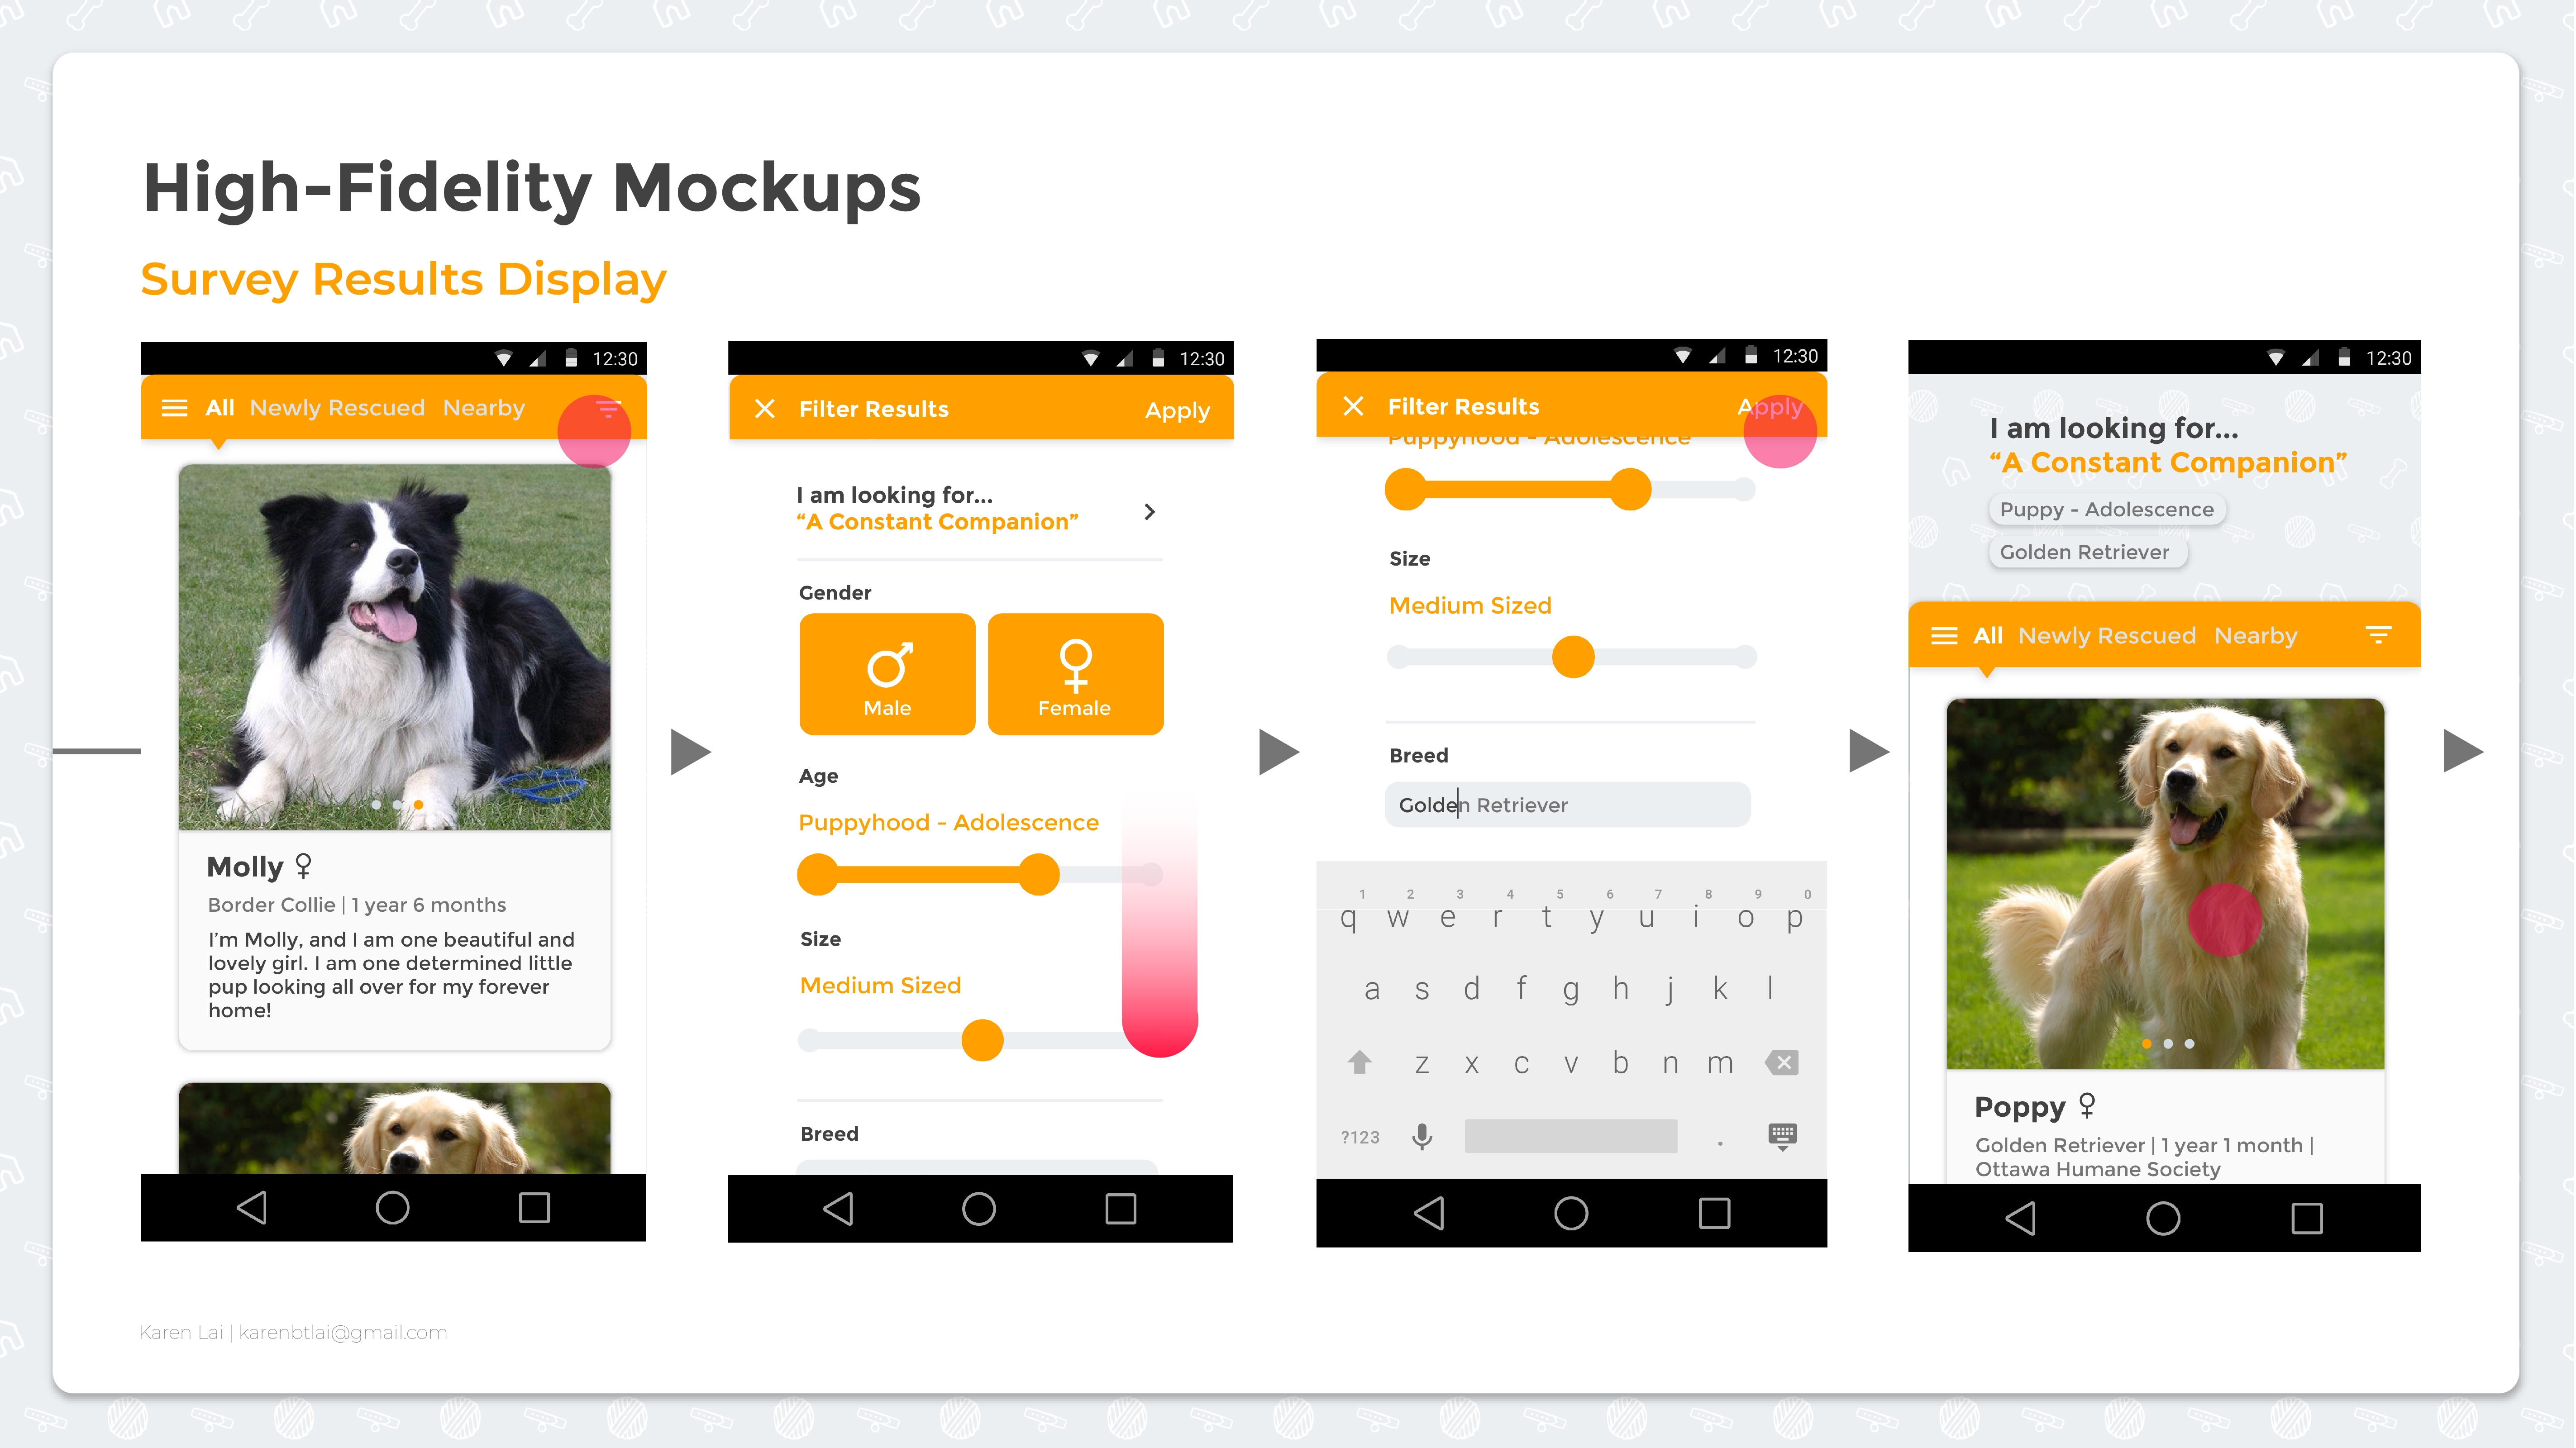 High-Fidelity Mockups
Survey Results Display
12:30
All Newly Rescued Nearby
Molly ♀
Border Collie | 1 year 6 months
I'm Molly, and I am one beautiful and
lovely girl. I am one determined little
pup looking all over for my forever
home!
12:30
Filter Results Apply
I am looking for...
“A Constant Companion”
Gender
Male Female
Age
Puppyhood - Adolescence
Size
Medium Sized
Breed
12:30
Filter Results Apply
Puppyhood - Adolescence
Size
Medium Sized
Breed
Golden Retriever
1 2 3 4 5 6 7 8 9 0
q w e r t y u i o p
a s d f g h j k l
z x c v b n m
?123 .
12:30
I am looking for...
“A Constant Companion”
Puppy - Adolescence
Golden Retriever
All Newly Rescued Nearby
Poppy ♀
Golden Retriever | 1 year 1 month |
Ottawa Humane Society
Karen Lai | karenbtlai@gmail.com